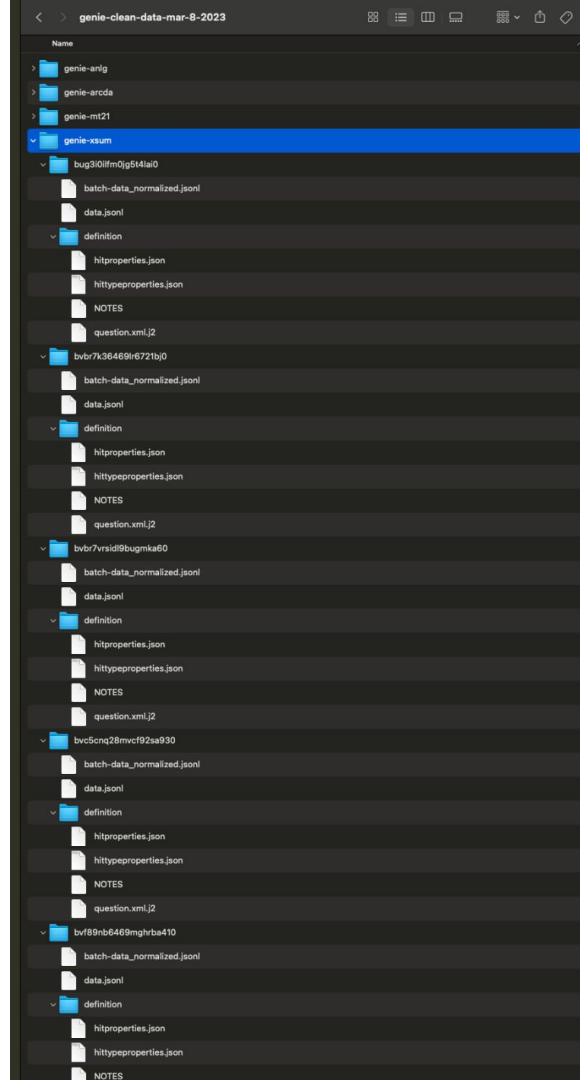 genie-clean-data-mar-8-2023
Name
genie-anlg
genie-arcda
genie-mt21
genie-xsum
bug3i0ilfm0jg5t4lai0
batch-data_normalized.jsonl
data.jsonl
definition
hitproperties.json
hittypeproperties.json
NOTES
question.xml.j2
bvbr7k36469lr6721bj0
batch-data_normalized.jsonl
data.jsonl
definition
hitproperties.json
hittypeproperties.json
NOTES
question.xml.j2
bvbr7vrsidl9bugmka60
batch-data_normalized.jsonl
data.jsonl
definition
hitproperties.json
hittypeproperties.json
NOTES
question.xml.j2
bvc5cnq28mvcf92sa930
batch-data_normalized.jsonl
data.jsonl
definition
hitproperties.json
hittypeproperties.json
NOTES
question.xml.j2
bvf89nb6469mghrba410
batch-data_normalized.jsonl
data.jsonl
definition
hitproperties.json
hittypeproperties.json
NOTES